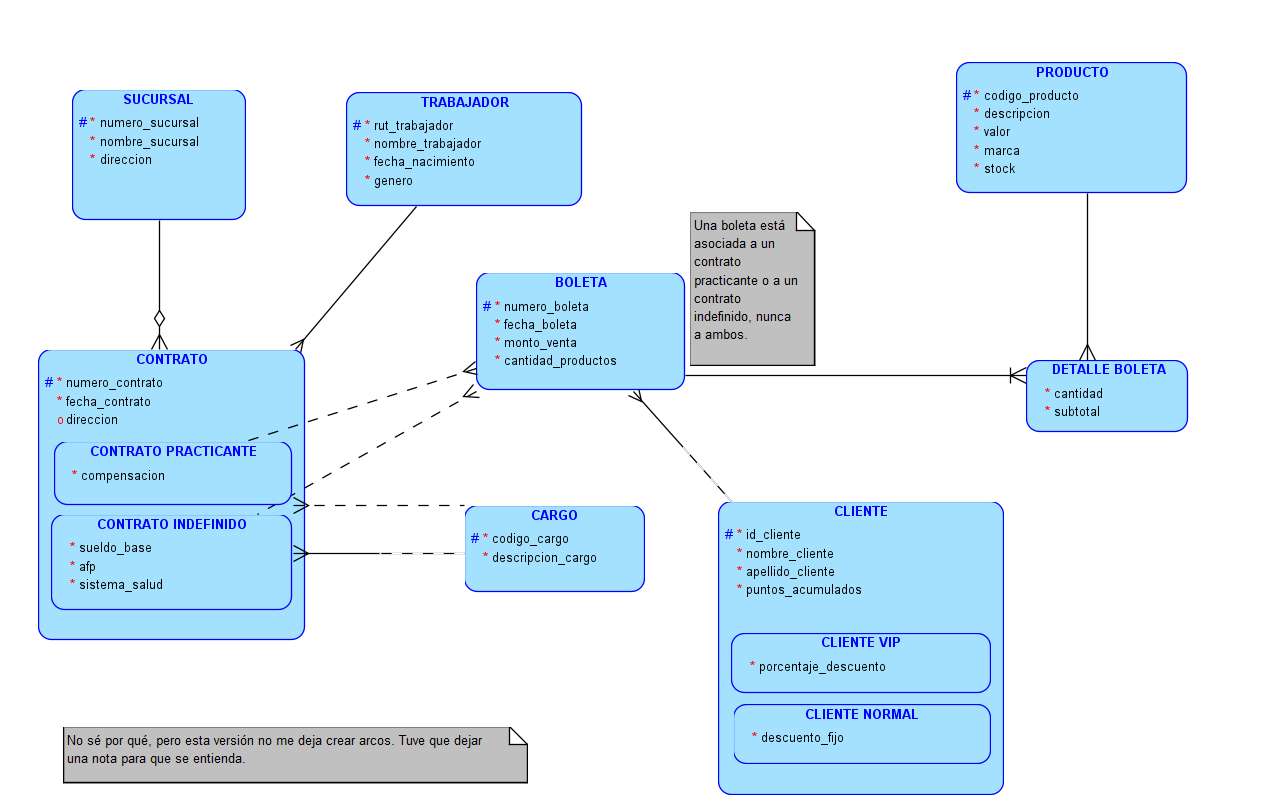 SUCURSAL
# * numero_sucursal
* nombre_sucursal
* direccion
TRABAJADOR
# * rut_trabajador
* nombre_trabajador
* fecha_nacimiento
* genero
PRODUCTO
# * codigo_producto
* descripcion
* valor
* marca
* stock
BOLETA
# * numero_boleta
* fecha_boleta
* monto_venta
* cantidad_productos
Una boleta está
asociada a un
contrato
practicante o a un
contrato
indefinido, nunca
a ambos.
CONTRATO
# * numero_contrato
* fecha_contrato
o direccion
CONTRATO PRACTICANTE
* compensacion
CONTRATO INDEFINIDO
* sueldo_base
* afp
* sistema_salud
DETALLE BOLETA
* cantidad
* subtotal
CARGO
# * codigo_cargo
* descripcion_cargo
CLIENTE
# * id_cliente
* nombre_cliente
* apellido_cliente
* puntos_acumulados
CLIENTE VIP
* porcentaje_descuento
CLIENTE NORMAL
* descuento_fijo
No sé por qué, pero esta versión no me deja crear arcos. Tuve que dejar
una nota para que se entienda.